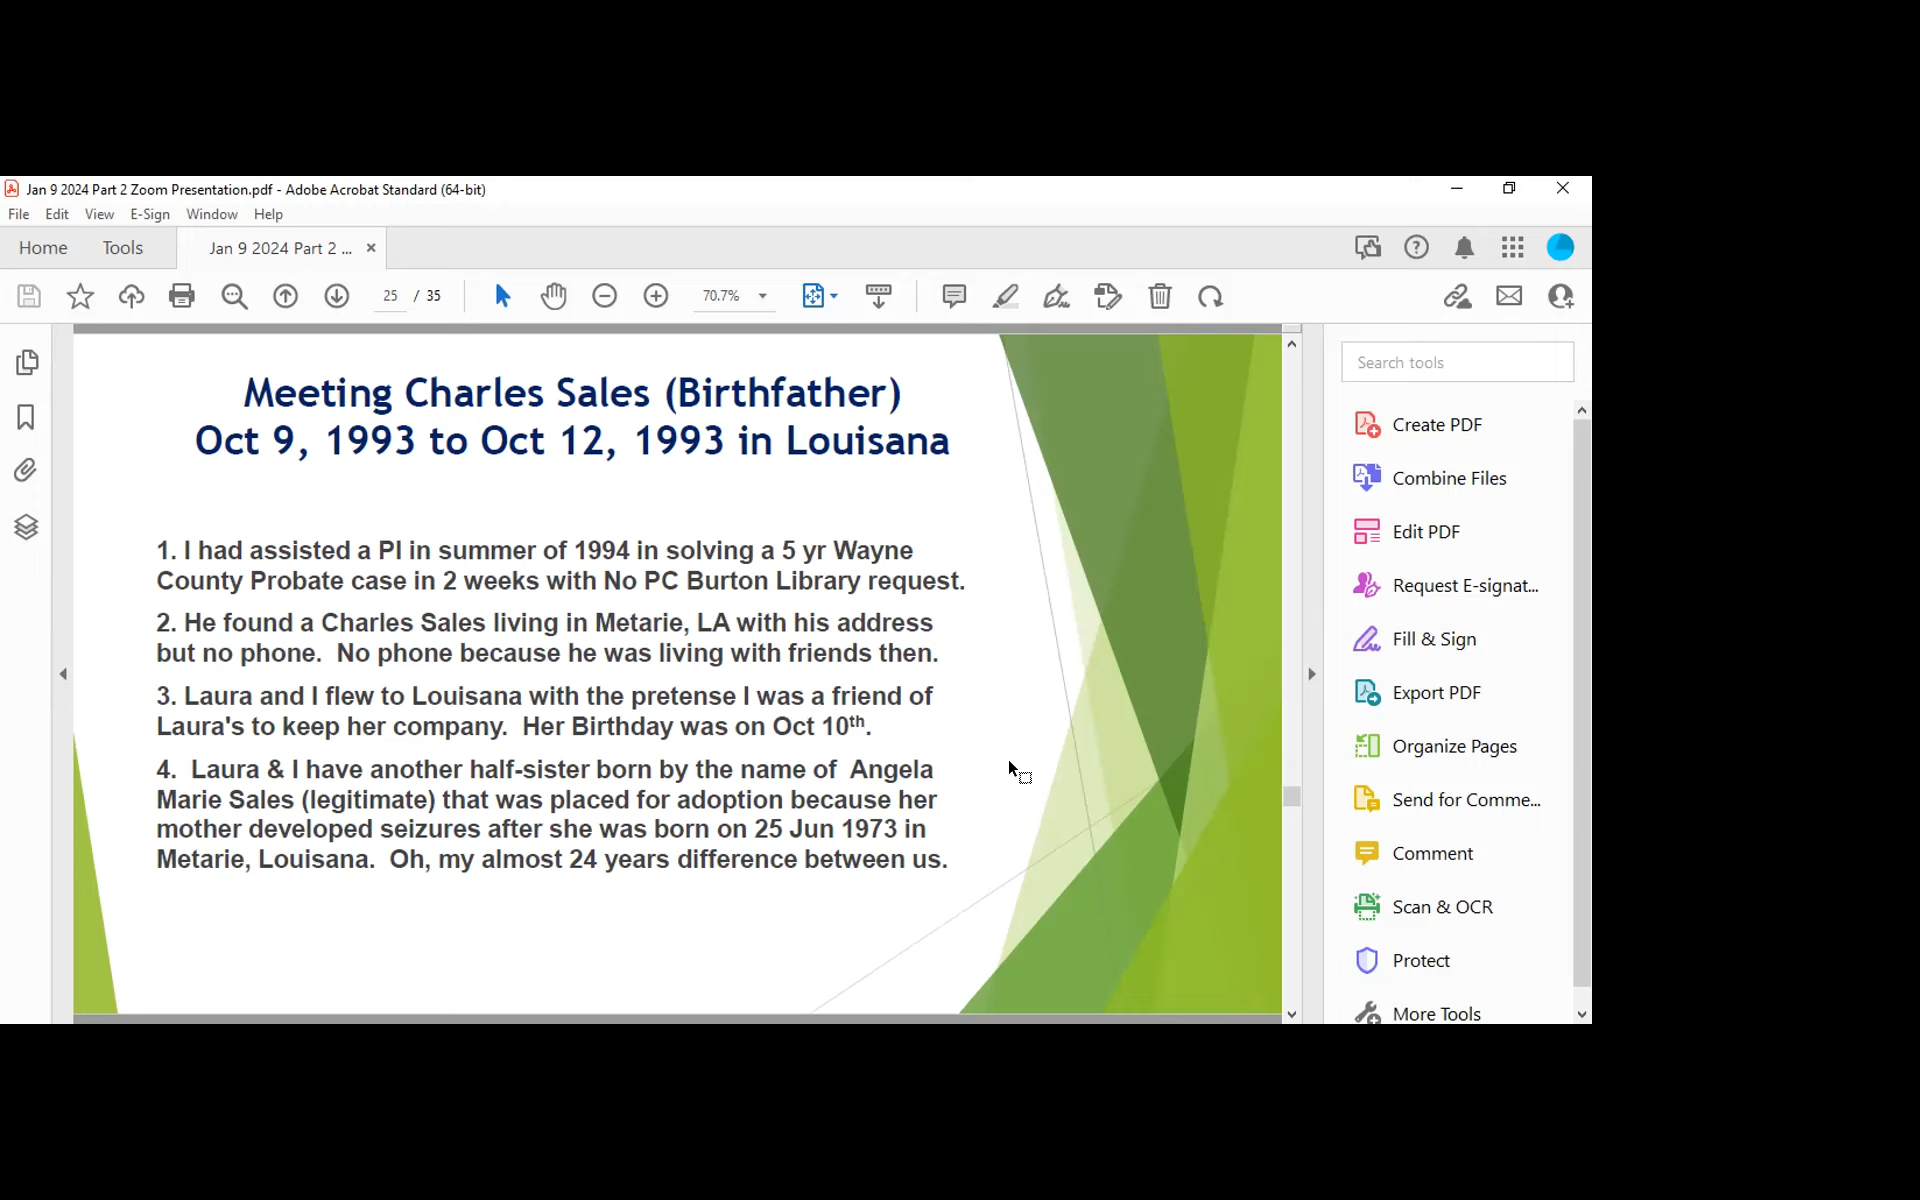 Jan 9 2024 Part 2 Zoom Presentation.pdf - Adobe Acrobat Standard (64-bit)
File Edit View E-Sign Window Help
Home Tools Jan 9 2024 Part 2 ...
25 / 35 70.7%
Meeting Charles Sales (Birthfather)
Oct 9, 1993 to Oct 12, 1993 in Louisana
1. I had assisted a PI in summer of 1994 in solving a 5 yr Wayne
County Probate case in 2 weeks with No PC Burton Library request.
2. He found a Charles Sales living in Metarie, LA with his address
but no phone. No phone because he was living with friends then.
3. Laura and I flew to Louisana with the pretense I was a friend of
Laura's to keep her company. Her Birthday was on Oct 10th.
4. Laura & I have another half-sister born by the name of Angela
Marie Sales (legitimate) that was placed for adoption because her
mother developed seizures after she was born on 25 Jun 1973 in
Metarie, Louisana. Oh, my almost 24 years difference between us.
Search tools
Create PDF
Combine Files
Edit PDF
Request E-signat...
Fill & Sign
Export PDF
Organize Pages
Send for Comme...
Comment
Scan & OCR
Protect
More Tools